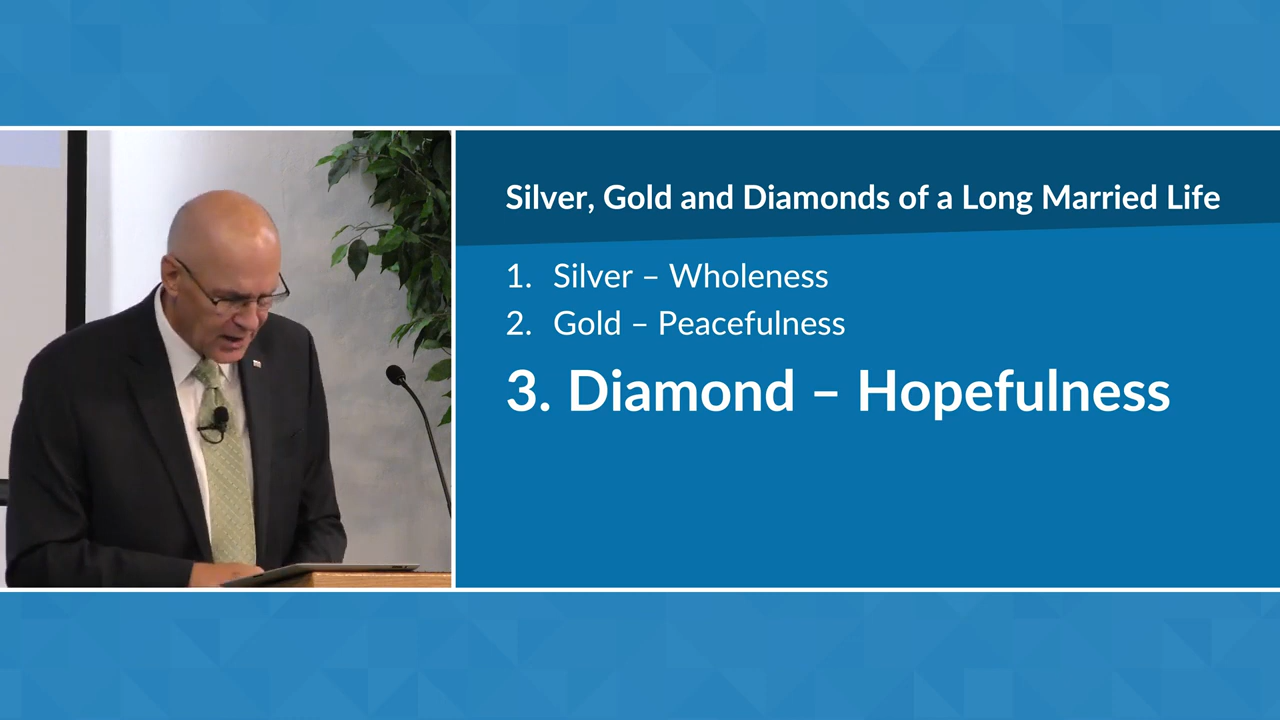 Silver, Gold and Diamonds of a Long Married Life
1. Silver – Wholeness
2. Gold – Peacefulness
3. Diamond – Hopefulness